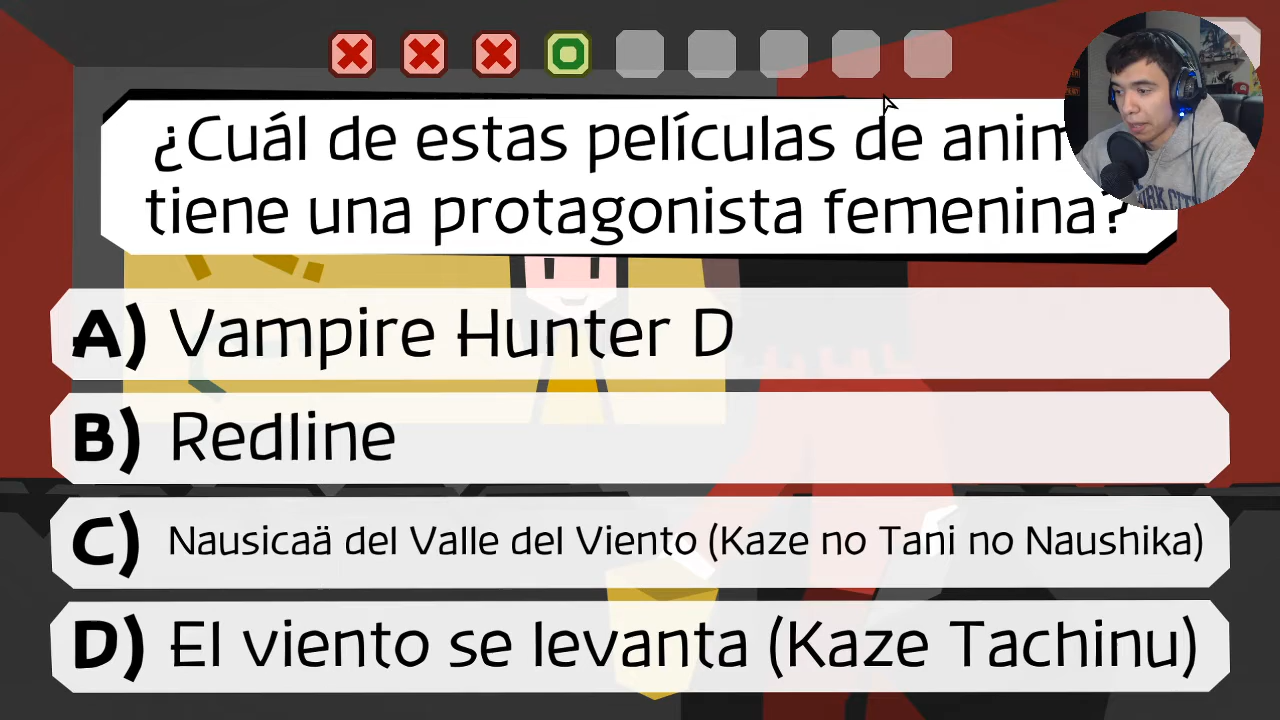 ¿Cuál de estas películas de anim
tiene una protagonista femenina?
A) Vampire Hunter D
B) Redline
C) Nausicaä del Valle del Viento (Kaze no Tani no Naushika)
D) El viento se levanta (Kaze Tachinu)